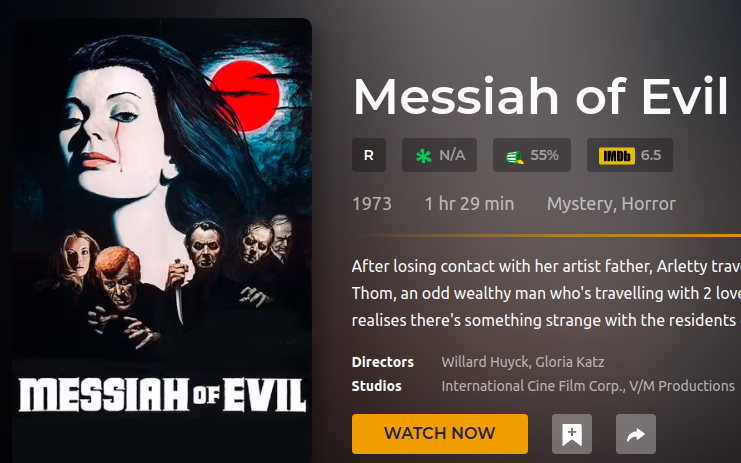 Messiah of Evil
R N/A 55% IMDb 6.5
1973 1 hr 29 min Mystery, Horror
After losing contact with her artist father, Arletty
Thom, an odd wealthy man who's travelling with 2
realises there's something strange with the residents
Directors Willard Huyck, Gloria Katz
Studios International Cine Film Corp., V/M Productions
WATCH NOW
MESSIAH OF EVIL